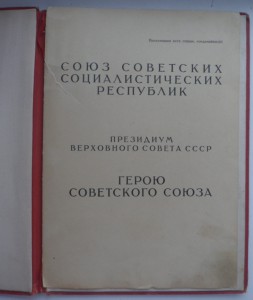 СОЮЗ СОВЕТСКИХ
СОЦИАЛИСТИЧЕСКИХ
РЕСПУБЛИК
ПРЕЗИДИУМ
ВЕРХОВНОГО СОВЕТА СССР
ГЕРОЮ
СОВЕТСКОГО СОЮЗА